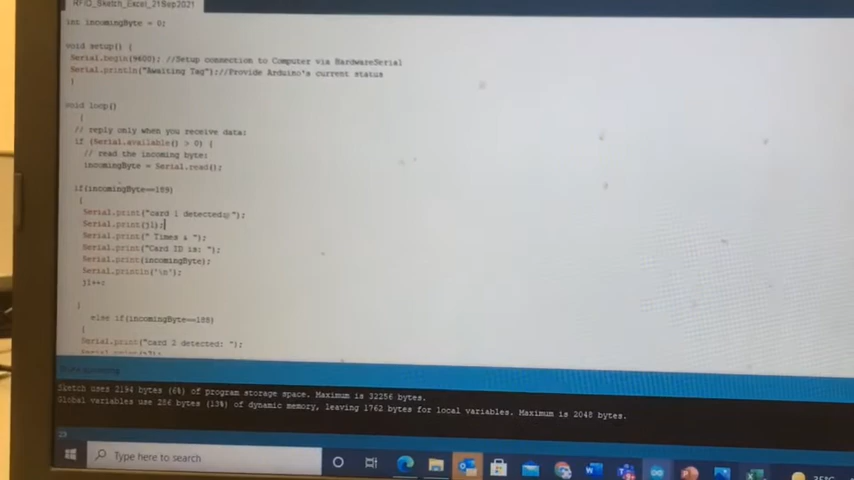 RFID_Sketch_Excel_21Sep2021
int incomingByte = 0;
void setup() {
Serial.begin(9600); //Setup connection to Computer via HardwareSerial
Serial.println("Awaiting Tag");//Provide Arduino's current status
}
void loop()
{
// reply only when you receive data:
if (Serial.available() > 0) {
// read the incoming byte:
incomingByte = Serial.read();
if(incomingByte==189)
{
Serial.print("card 1 detected: ");
Serial.print(j1);
Serial.print(" Times & ");
Serial.print("Card ID is: ");
Serial.print(incomingByte);
Serial.println('\n');
j1++;
}
else if(incomingByte==188)
{
Serial.print("card 2 detected: ");
Sketch uses 2194 bytes (6%) of program storage space. Maximum is 32256 bytes.
Global variables use 286 bytes (13%) of dynamic memory, leaving 1762 bytes for local variables. Maximum is 2048 bytes.
23
Type here to search
35°C